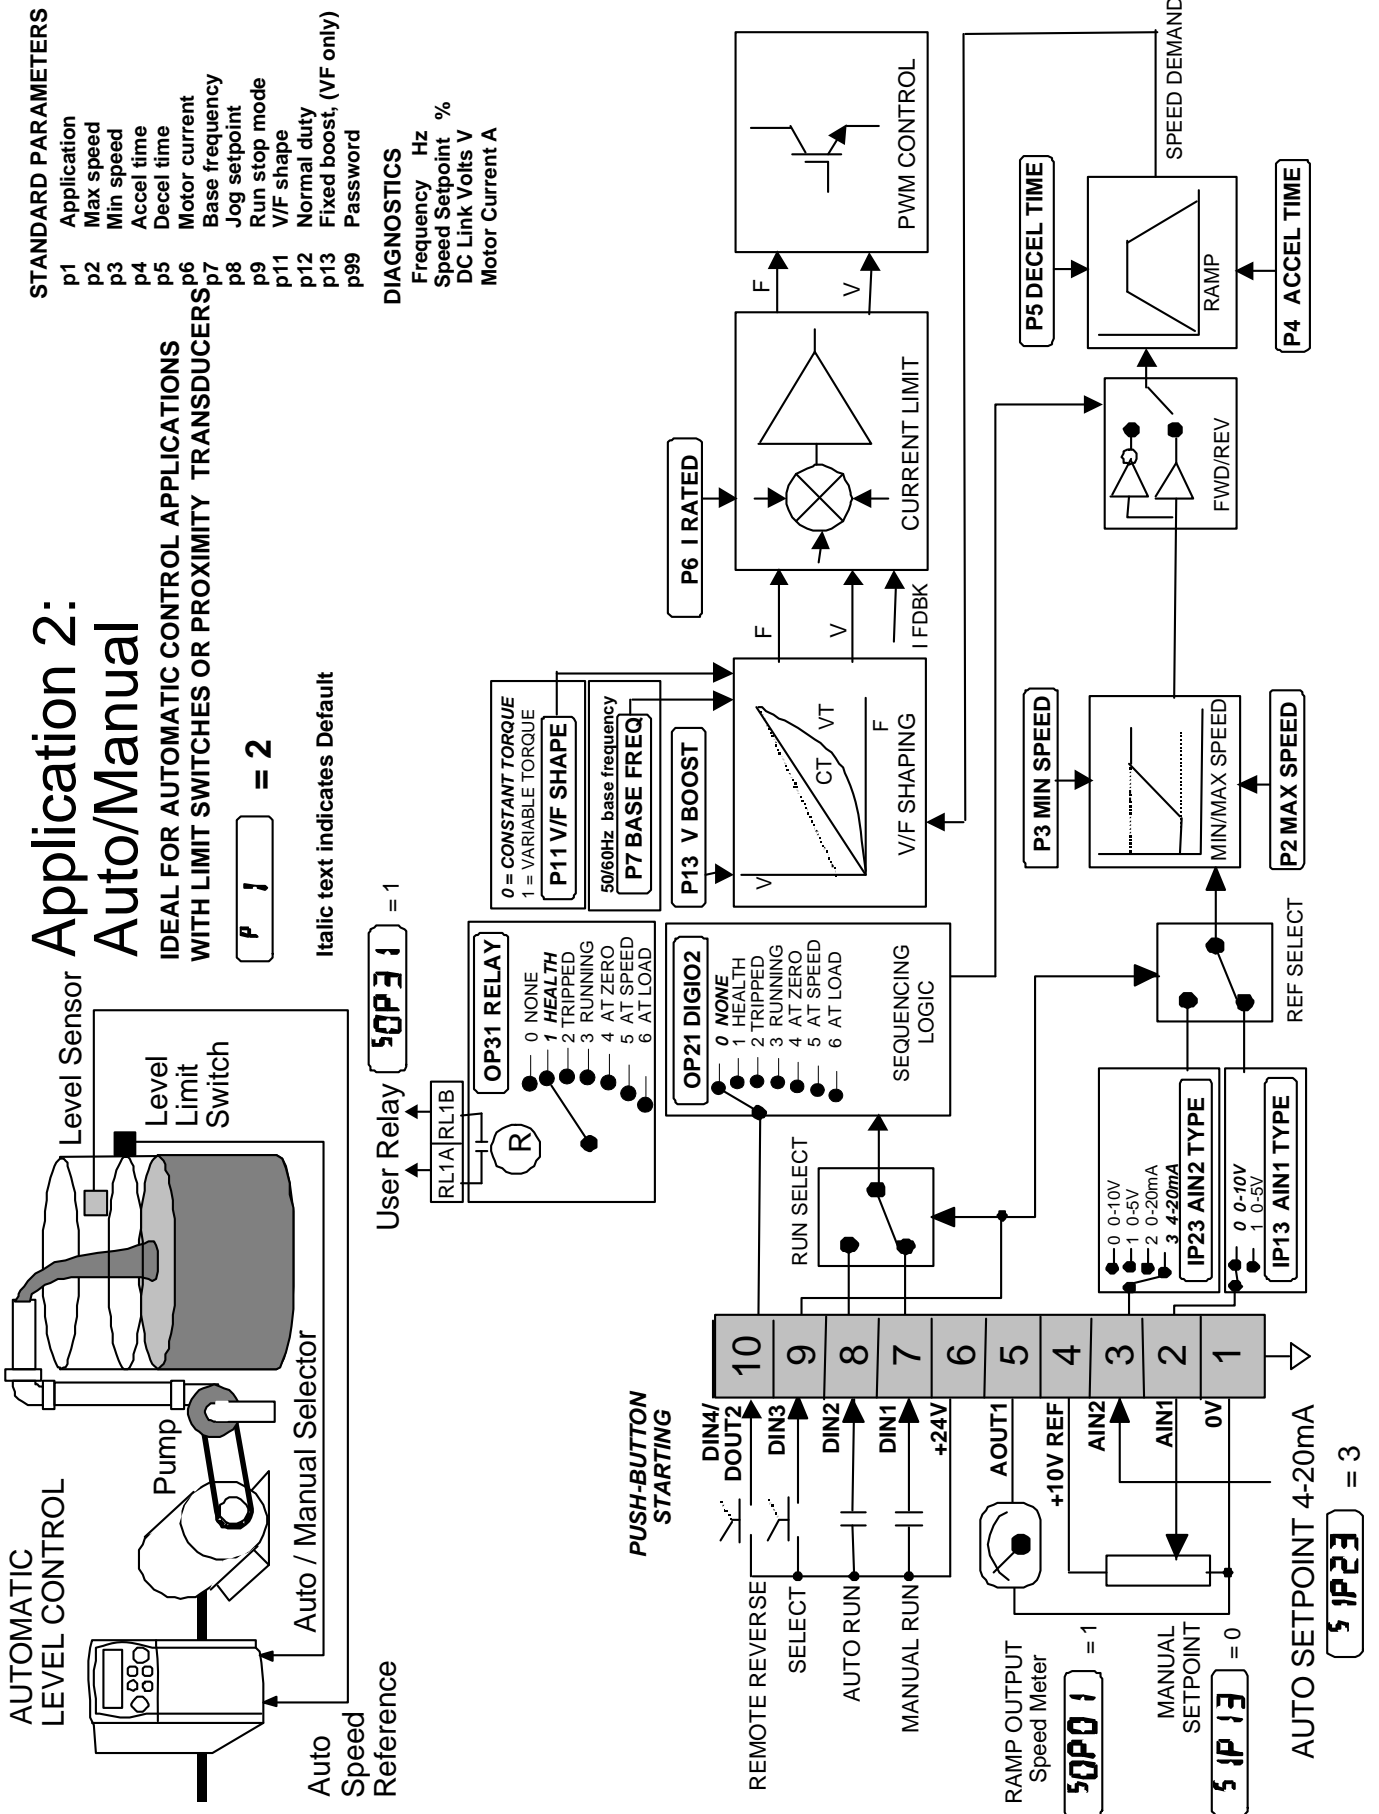 AUTOMATIC
LEVEL CONTROL
Pump
Level Sensor
Level
Limit
Switch
Auto / Manual Selector
Auto
Speed
Reference
Application 2:
Auto/Manual
IDEAL FOR AUTOMATIC CONTROL APPLICATIONS
WITH LIMIT SWITCHES OR PROXIMITY TRANSDUCERS
P 1 = 2
Italic text indicates Default
STANDARD PARAMETERS
p1 Application
p2 Max speed
p3 Min speed
p4 Accel time
p5 Decel time
p6 Motor current
p7 Base frequency
p8 Jog setpoint
p9 Run stop mode
p11 V/F shape
p12 Normal duty
p13 Fixed boost, (VF only)
p99 Password
DIAGNOSTICS
Frequency Hz
Speed Setpoint %
DC Link Volts V
Motor Current A
User Relay
SOP31 = 1
RL1A RL1B
R
OP31 RELAY
0 NONE
1 HEALTH
2 TRIPPED
3 RUNNING
4 AT ZERO
5 AT SPEED
6 AT LOAD
0 = CONSTANT TORQUE
1 = VARIABLE TORQUE
P11 V/F SHAPE
50/60Hz base frequency
P7 BASE FREQ
P13 V BOOST
V
CT
VT
F
V/F SHAPING
F
V
I FDBK
P6 I RATED
CURRENT LIMIT
F
V
PWM CONTROL
OP21 DIGIO2
0 NONE
1 HEALTH
2 TRIPPED
3 RUNNING
4 AT ZERO
5 AT SPEED
6 AT LOAD
SEQUENCING
LOGIC
RUN SELECT
PUSH-BUTTON
STARTING
REMOTE REVERSE
DIN4/
DOUT2
10
SELECT
DIN3
9
AUTO RUN
DIN2
8
MANUAL RUN
DIN1
7
+24V
6
RAMP OUTPUT
Speed Meter
SOP01 = 1
AOUT1
5
+10V REF
4
AIN2
3
MANUAL
SETPOINT
SIP13 = 0
AIN1
2
0V
1
AUTO SETPOINT 4-20mA
SIP23 = 3
0 0-10V
1 0-5V
2 0-20mA
3 4-20mA
IP23 AIN2 TYPE
0 0-10V
1 0-5V
IP13 AIN1 TYPE
REF SELECT
P3 MIN SPEED
MIN/MAX SPEED
P2 MAX SPEED
FWD/REV
P5 DECEL TIME
RAMP
P4 ACCEL TIME
SPEED DEMAND